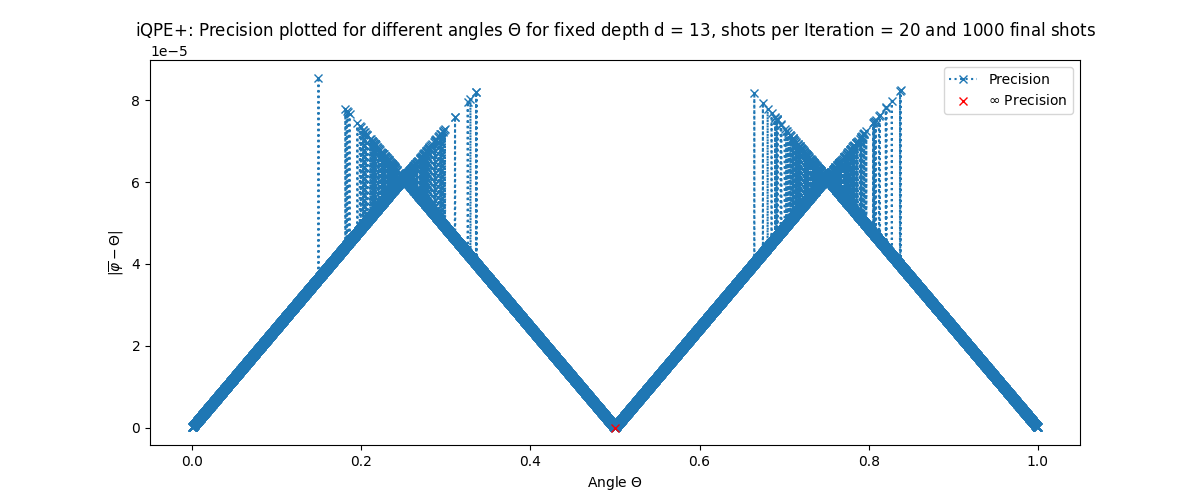 iQPE+: Precision plotted for different angles Θ for fixed depth d = 13, shots per Iteration = 20 and 1000 final shots
1e−5
Precision
∞ Precision
8
6
4
2
0
|φ̅ − Θ|
0.0 0.2 0.4 0.6 0.8 1.0
Angle Θ